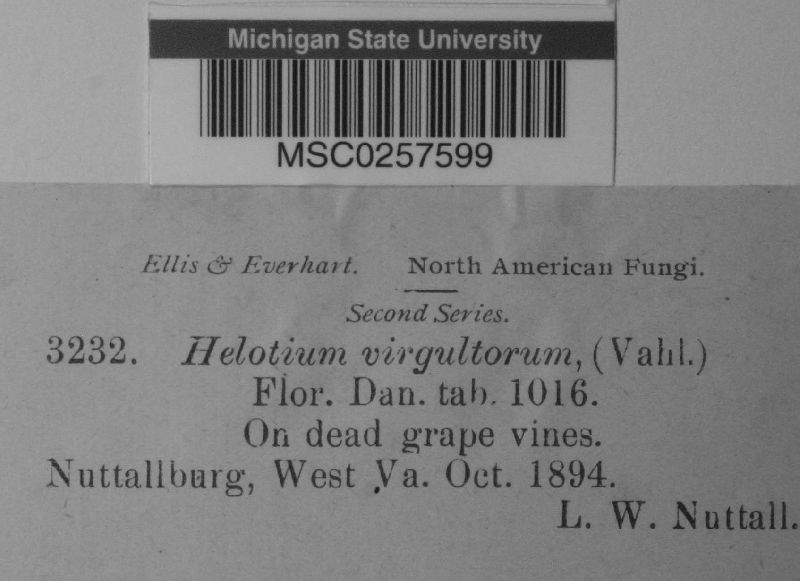 Michigan State University
MSC0257599
Ellis & Everhart. North American Fungi.
Second Series.
3232. Helotium virgultorum, (Vahl.)
Flor. Dan. tab. 1016.
On dead grape vines.
Nuttallburg, West Va. Oct. 1894.
L. W. Nuttall.